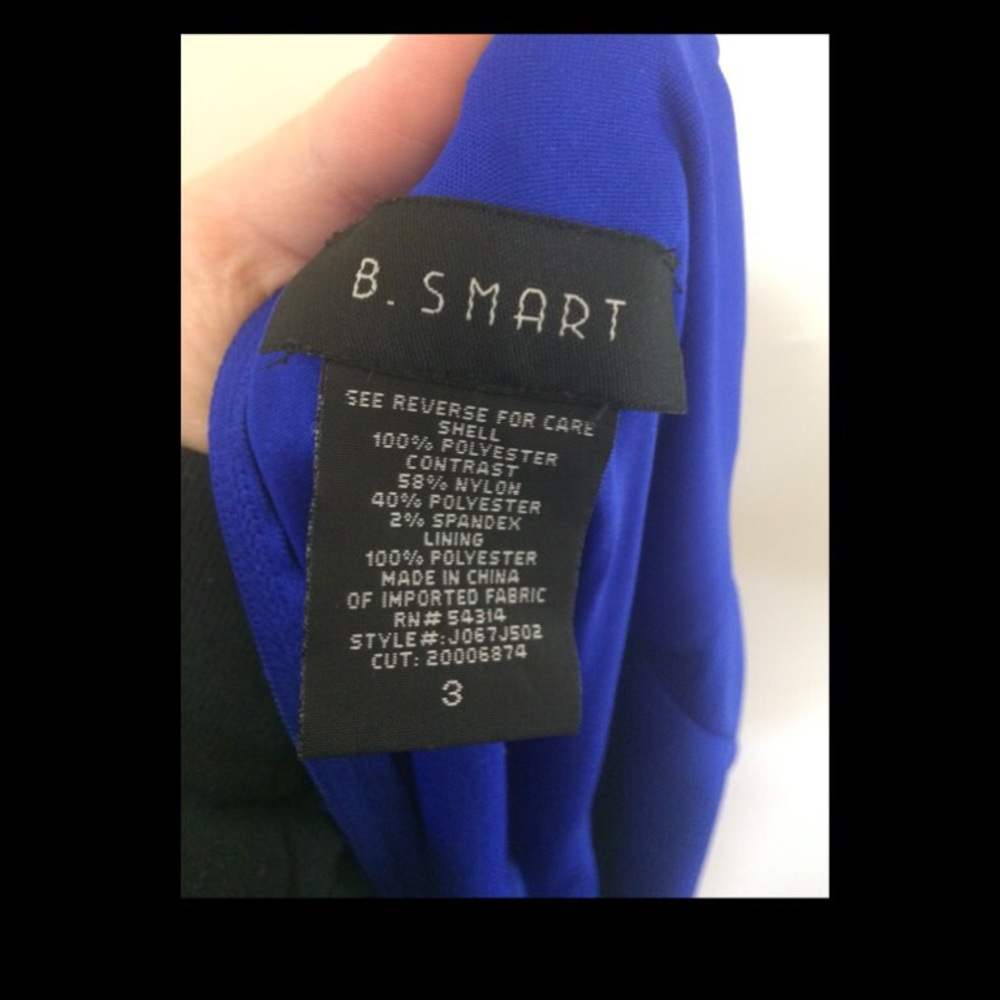 B. SMART
SEE REVERSE FOR CARE
SHELL
100% POLYESTER
CONTRAST
58% NYLON
40% POLYESTER
2% SPANDEX
LINING
100% POLYESTER
MADE IN CHINA
OF IMPORTED FABRIC
RN# 54314
STYLE#:J067J502
CUT: 20006874
3